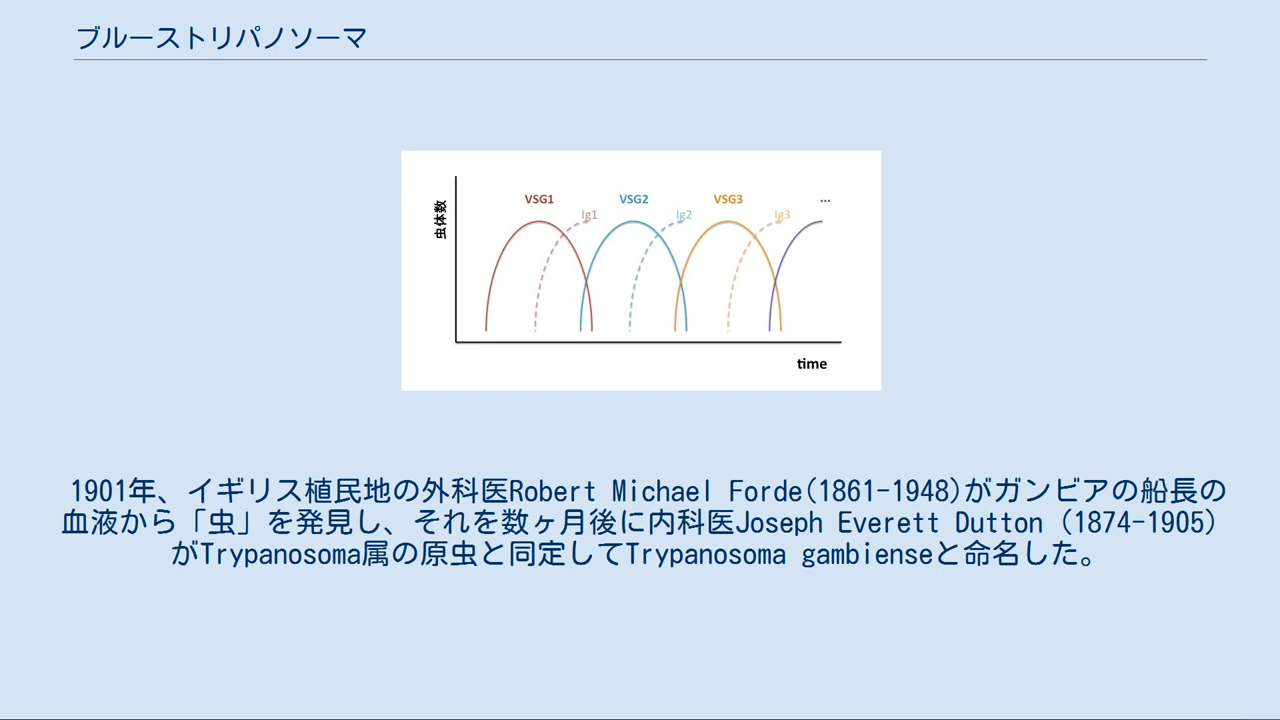 ブルーストリパノソーマ
VSG1
VSG2
VSG3
...
Ig1
Ig2
Ig3
虫体数
time
1901年、イギリス植民地の外科医Robert Michael Forde(1861-1948)がガンビアの船長の
血液から「虫」を発見し、それを数ヶ月後に内科医Joseph Everett Dutton (1874-1905)
がTrypanosoma属の原虫と同定してTrypanosoma gambienseと命名した。